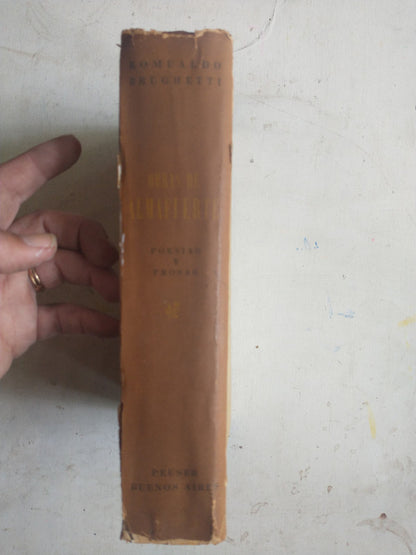 ROMUALDO
BRUGHETTI
OBRAS DE
ALMAFUERTE
POESIAS
Y
PROSAS
PEUSER
BUENOS AIRES